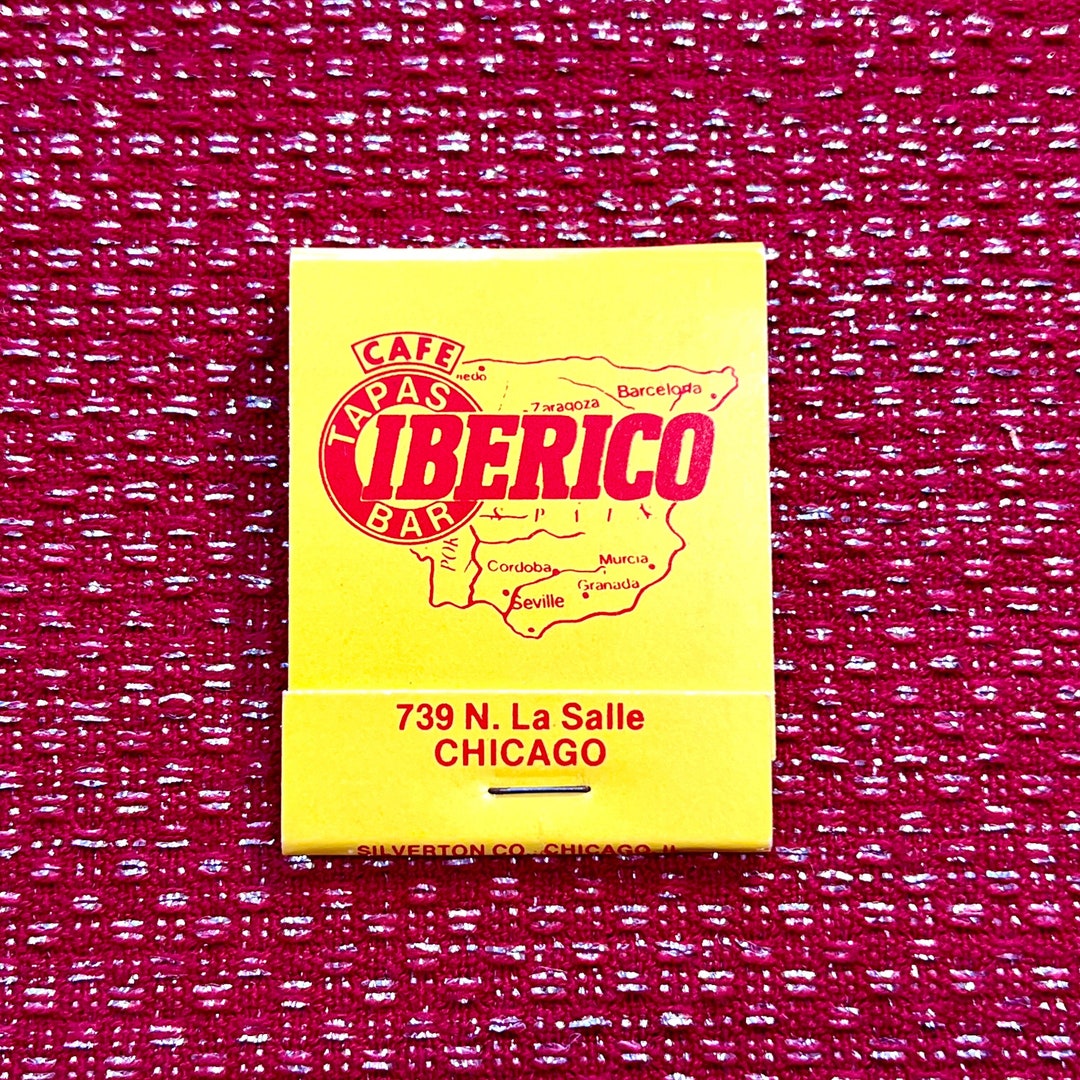 CAFE
TAPAS
BAR
IBERICO
Zaragoza
Barcelona
Cordoba
Murcia
Granada
Seville
739 N. La Salle
CHICAGO
SILVERTON CO. CHICAGO